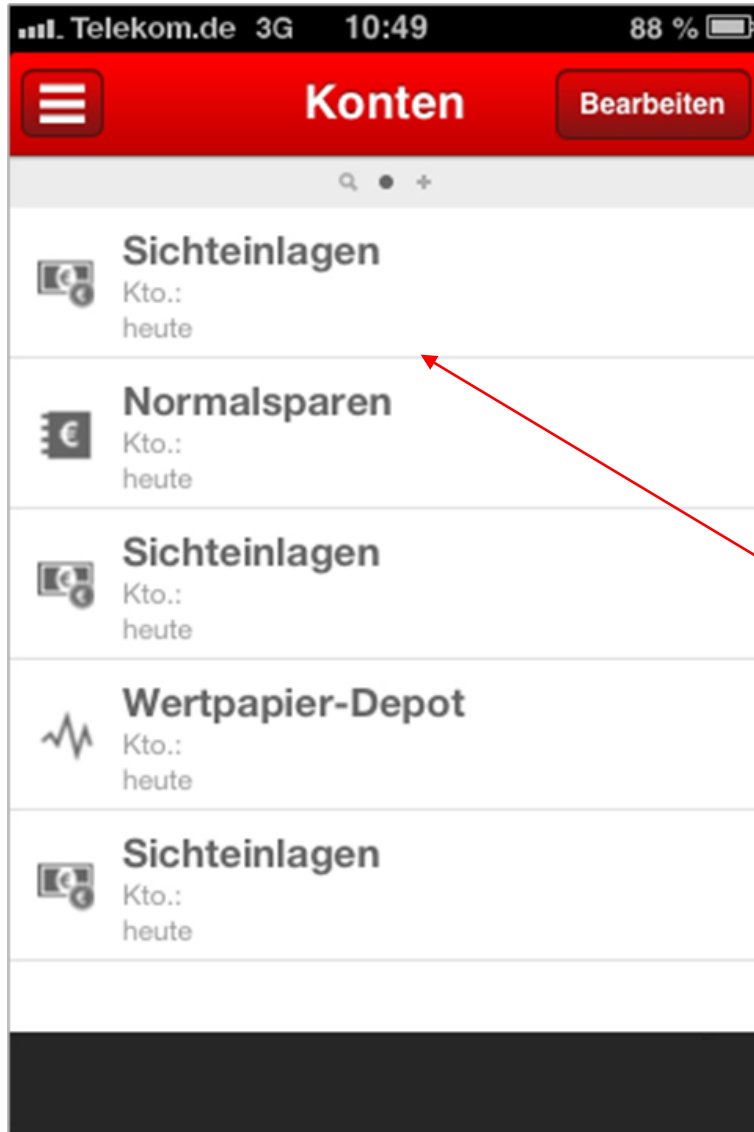 Telekom.de 3G 10:49 88 %
Konten Bearbeiten
Sichteinlagen
Kto.:
heute
Normalsparen
Kto.:
heute
Sichteinlagen
Kto.:
heute
Wertpapier-Depot
Kto.:
heute
Sichteinlagen
Kto.:
heute